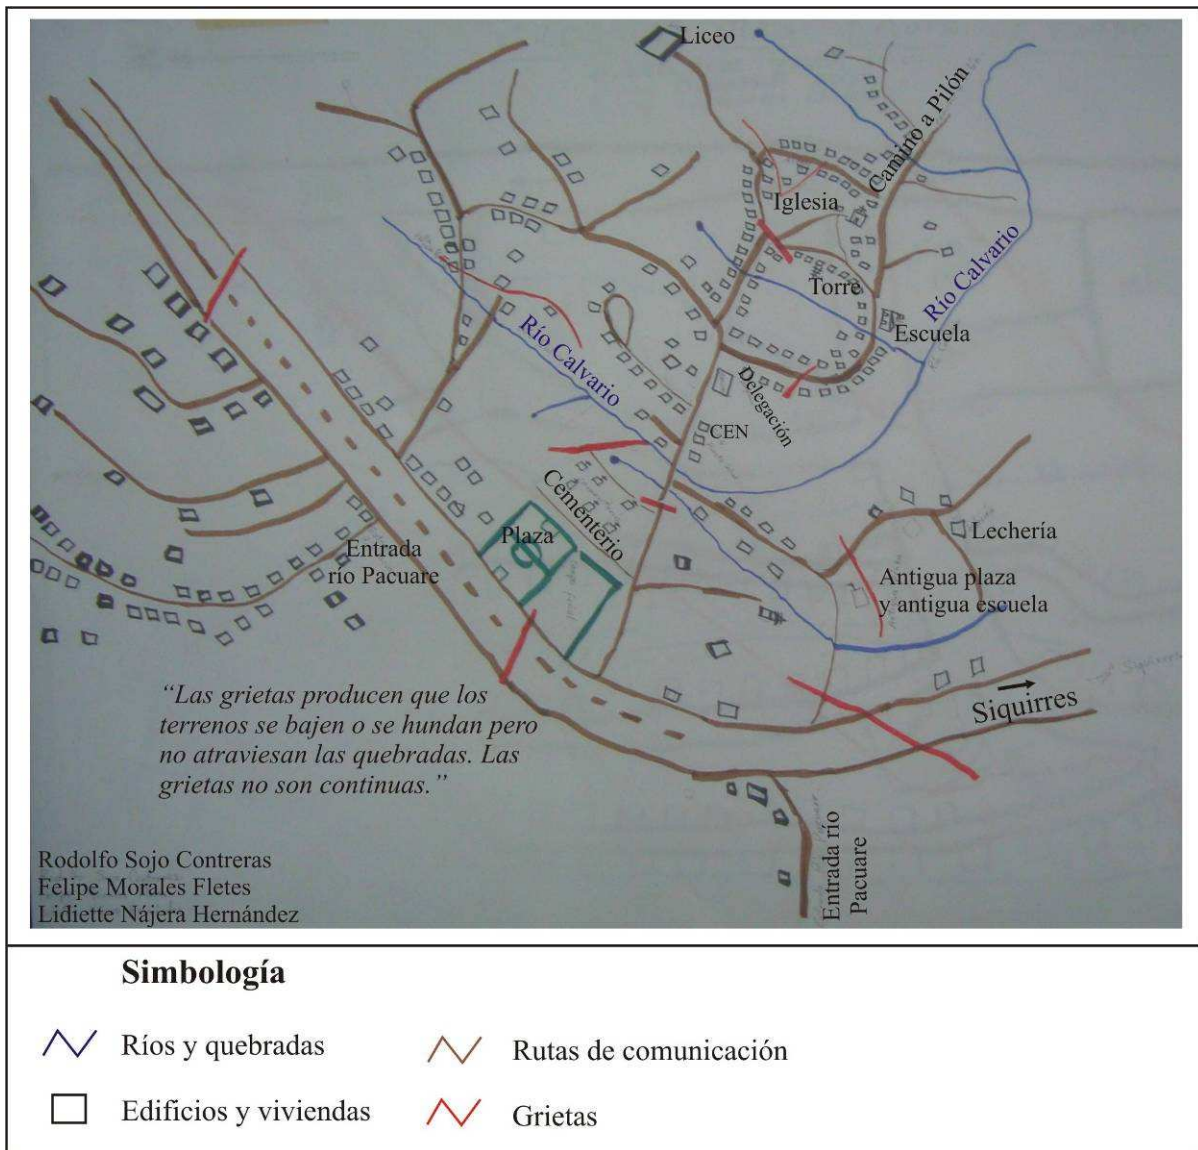 Liceo
Camino a Pilón
Iglesia
Río Calvario
Torre
Escuela
Río Calvario
Delegación
CEN
Cementerio
Plaza
Lechería
Entrada
río Pacuare
Antigua plaza
y antigua escuela
“Las grietas producen que los
terrenos se bajen o se hundan pero
no atraviesan las quebradas. Las
grietas no son continuas.”
Siquirres
Entrada río
Pacuare
Rodolfo Sojo Contreras
Felipe Morales Fletes
Lidiette Nájera Hernández
Simbología
Ríos y quebradas
Rutas de comunicación
Edificios y viviendas
Grietas